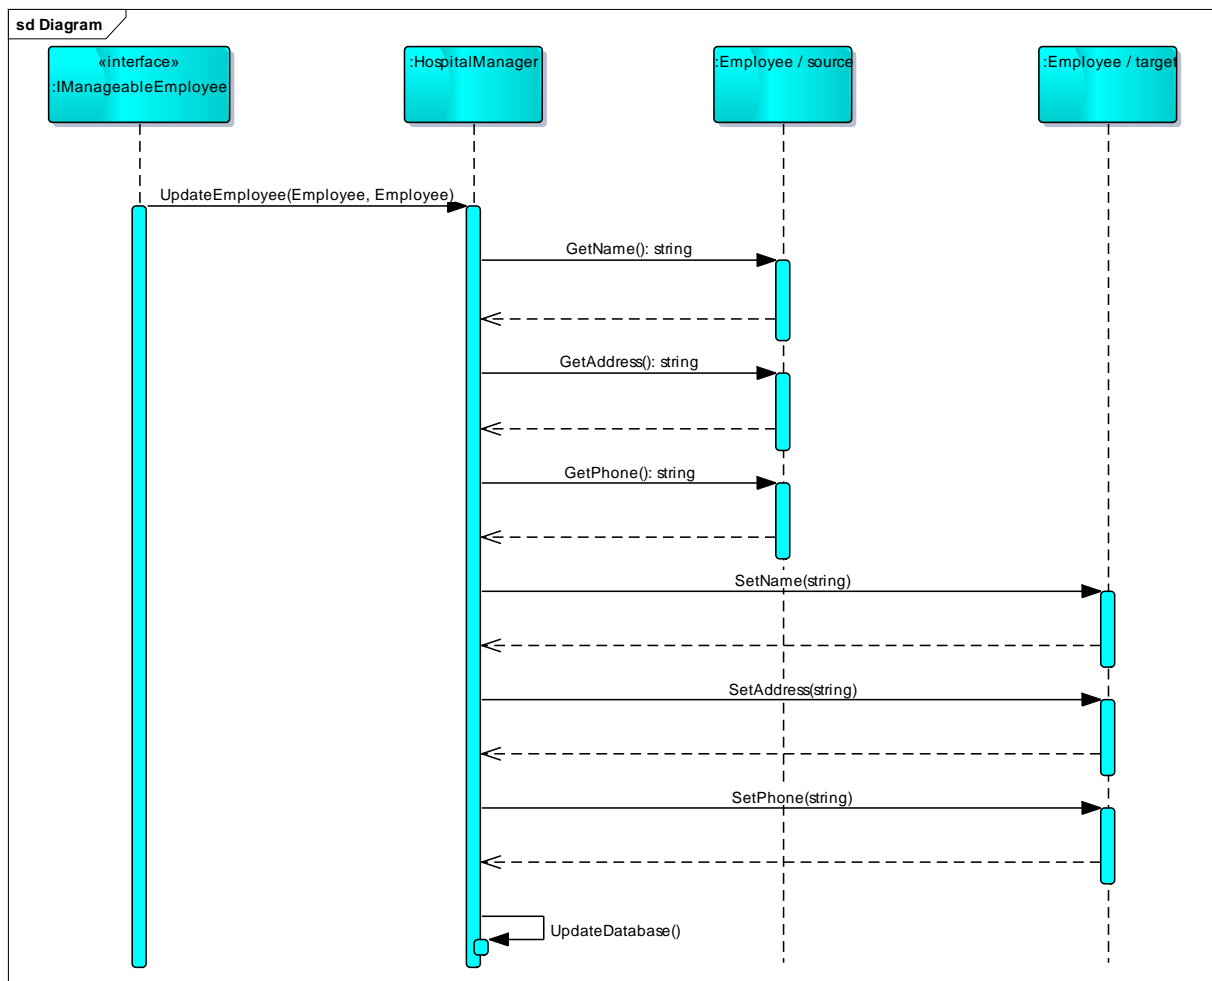 sd Diagram
«interface»
:IManageableEmployee
:HospitalManager
:Employee / source
:Employee / target
UpdateEmployee(Employee, Employee)
GetName(): string
GetAddress(): string
GetPhone(): string
SetName(string)
SetAddress(string)
SetPhone(string)
UpdateDatabase()